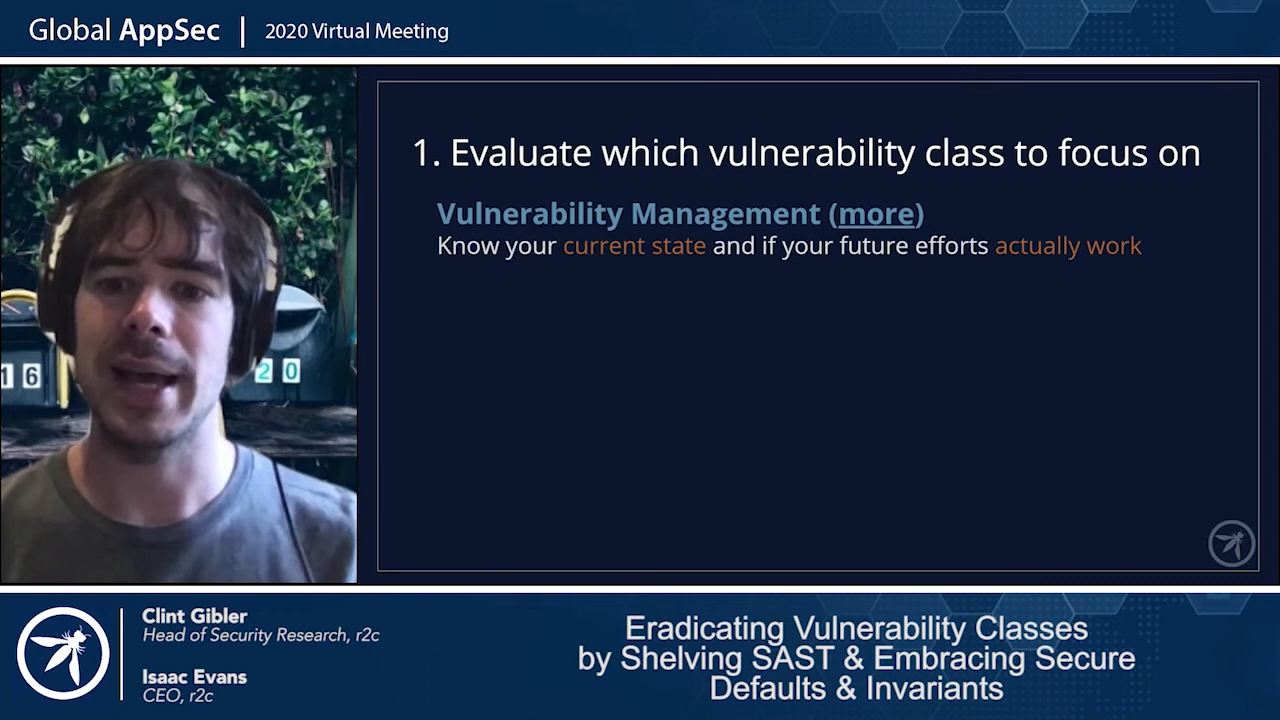 Global AppSec | 2020 Virtual Meeting
1. Evaluate which vulnerability class to focus on
Vulnerability Management (more)
Know your current state and if your future efforts actually work
16
20
Clint Gibler
Head of Security Research, r2c
Isaac Evans
CEO, r2c
Eradicating Vulnerability Classes
by Shelving SAST & Embracing Secure
Defaults & Invariants